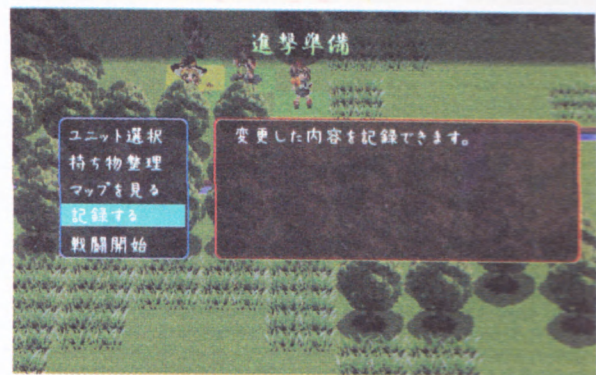 進撃準備
ユニット選択
持ち物整理
マップを見る
記録する
戦闘開始
変更した内容を記録できます。